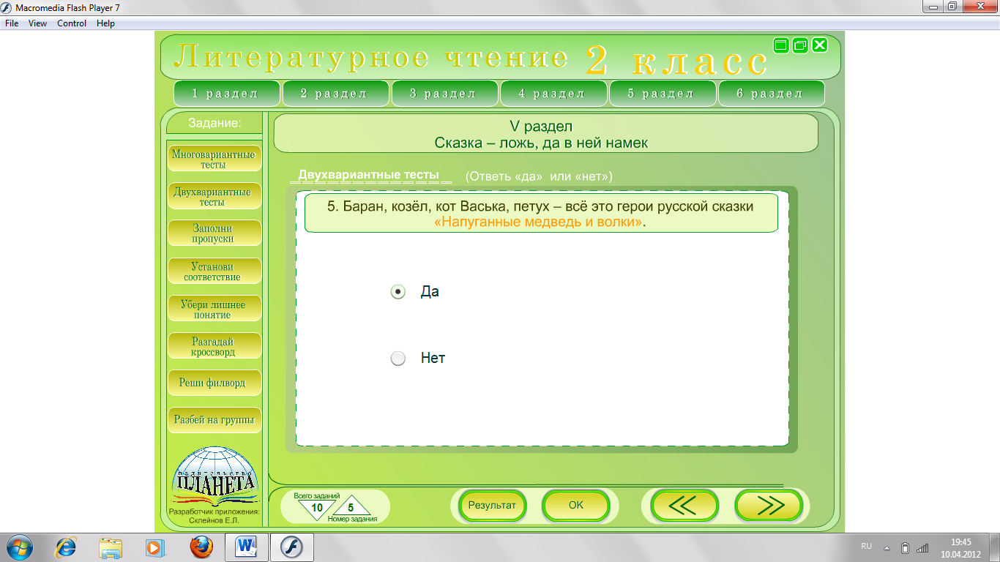 Macromedia Flash Player 7
File View Control Help
Литературное чтение 2 класс
1 раздел 2 раздел 3 раздел 4 раздел 5 раздел 6 раздел
Задание:
Многовариантные
тесты
Двухвариантные
тесты
Заполни
пропуски
Установи
соответствие
Убери лишнее
понятие
Разгадай
кроссворд
Реши филворд
Разбей на группы
издательство
ПЛАНЕТА
Разработчик приложения:
Склейнов Е.Л.
V раздел
Сказка – ложь, да в ней намек
Двухвариантные тесты (Ответь «да» или «нет»)
5. Баран, козёл, кот Васька, петух – всё это герои русской сказки
«Напуганные медведь и волки».
Да
Нет
Всего заданий
10 5
Номер задания
Результат
OK
RU
19:45
10.04.2012